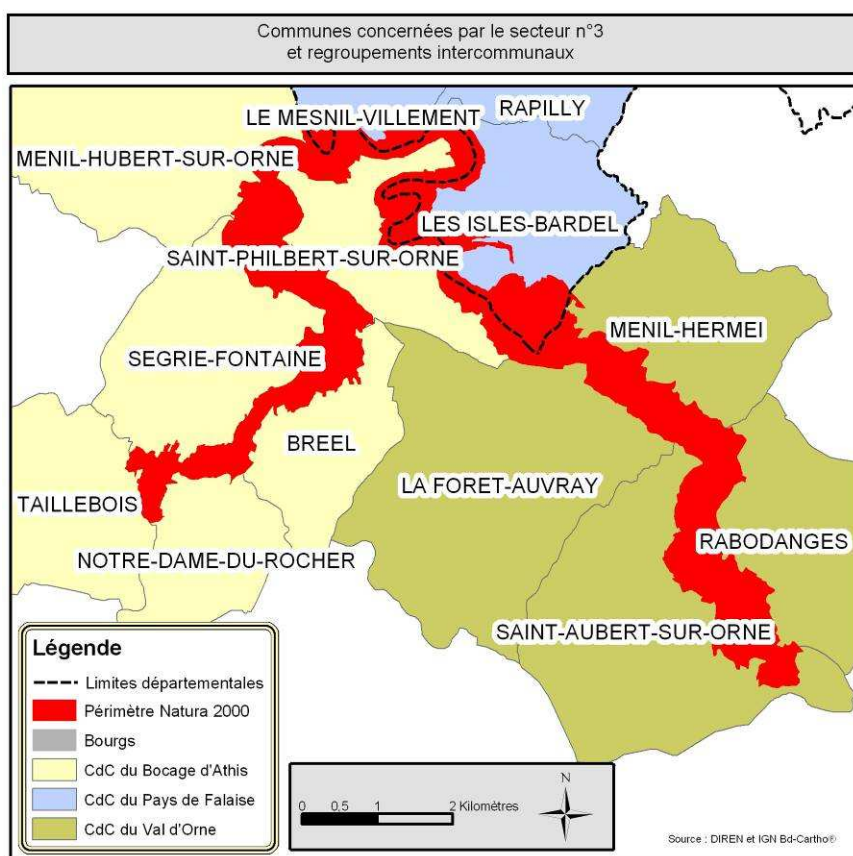 Communes concernées par le secteur n°3
et regroupements intercommunaux
RAPILLY
LE MESNIL-VILLEMENT
MENIL-HUBERT-SUR-ORNE
LES ISLES-BARDEL
SAINT-PHILBERT-SUR-ORNE
MENIL-HERMEI
SEGRIE-FONTAINE
BREEL
LA FORET-AUVRAY
TAILLEBOIS
RABODANGES
NOTRE-DAME-DU-ROCHER
SAINT-AUBERT-SUR-ORNE
Légende
Limites départementales
Périmètre Natura 2000
Bourgs
CdC du Bocage d'Athis
CdC du Pays de Falaise
CdC du Val d'Orne
N
0 0,5 1 2 Kilomètres
Source : DIREN et IGN Bd-Cartho®